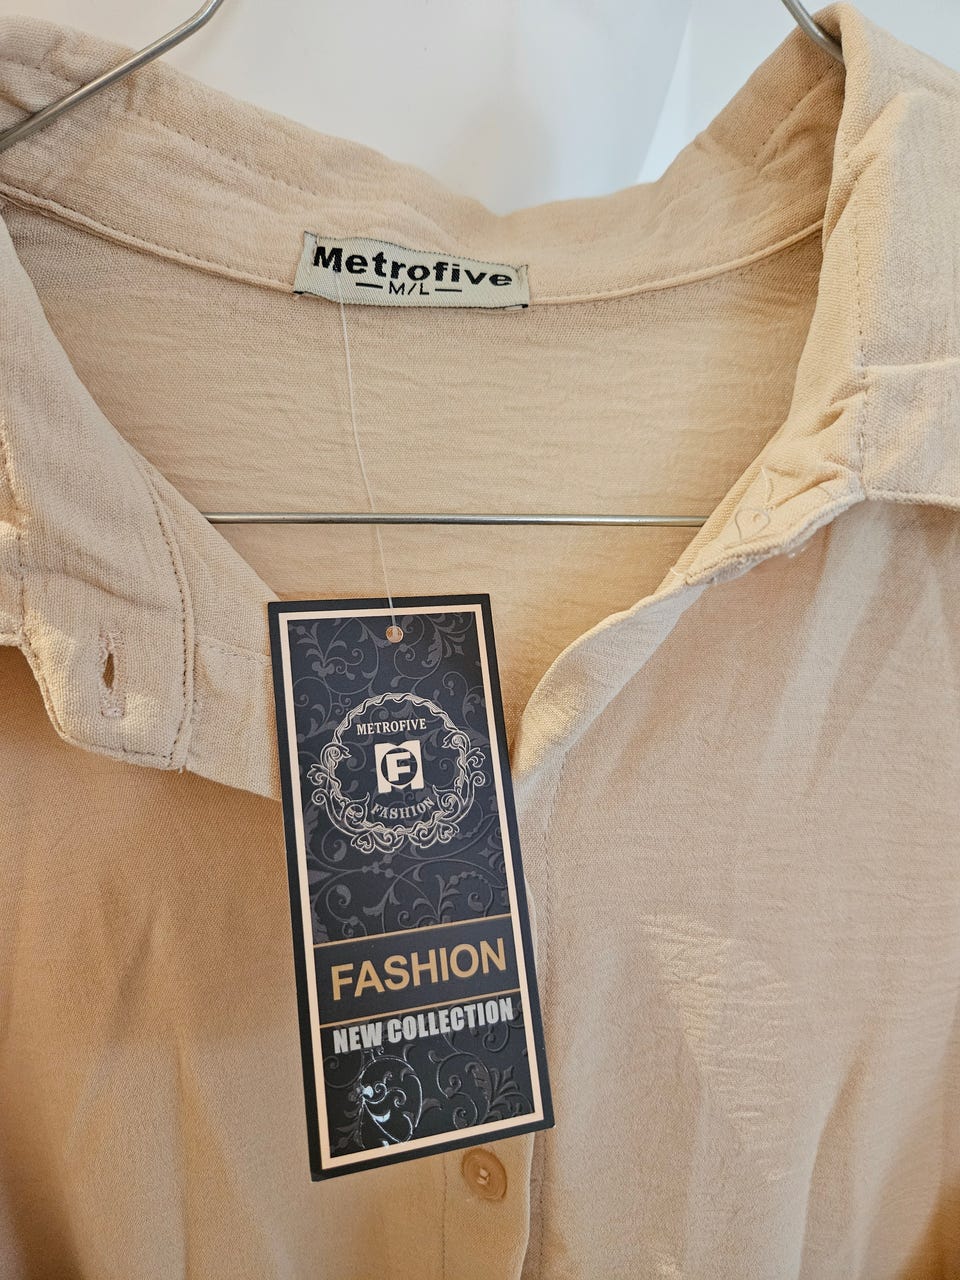 Metrofive
M/L
METROFIVE
F
FASHION
FASHION
NEW COLLECTION